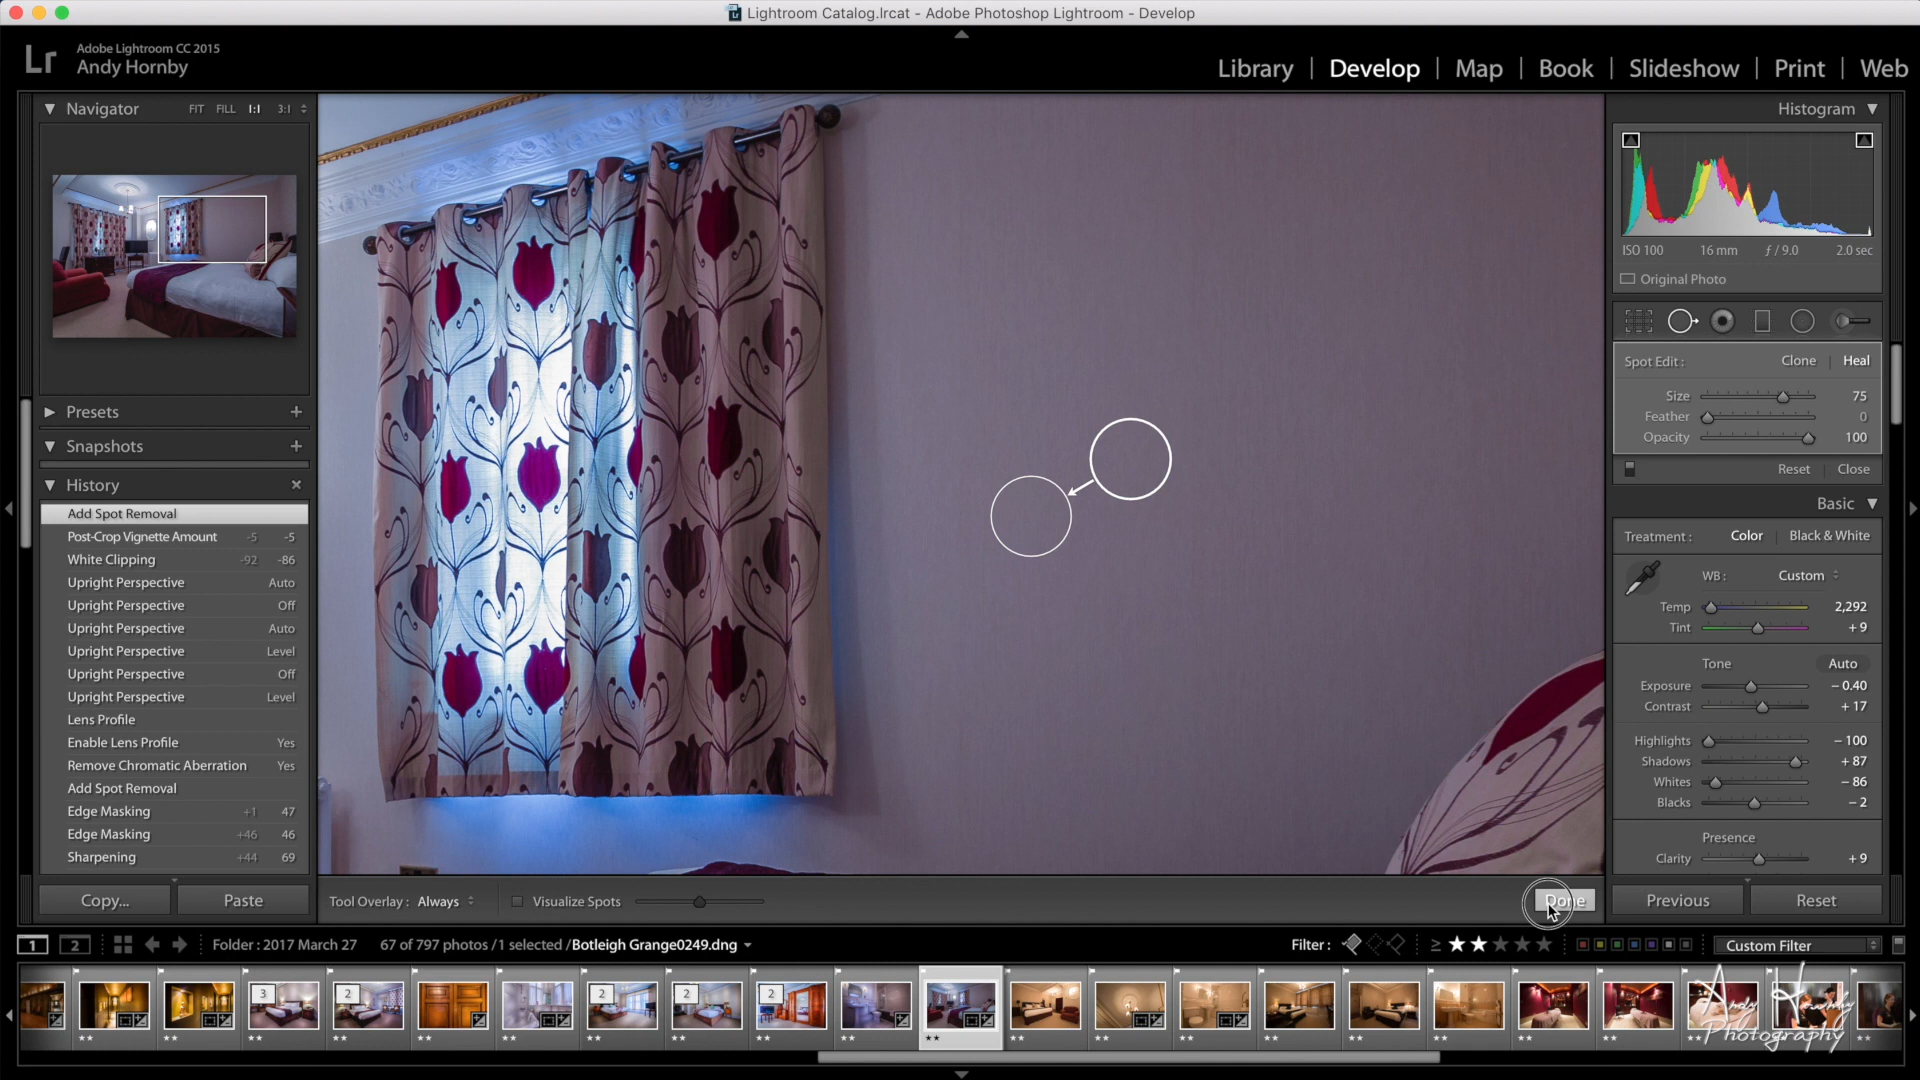 Lightroom Catalog.lrcat - Adobe Photoshop Lightroom - Develop
Lr
Adobe Lightroom CC 2015
Andy Hornby
Library | Develop | Map | Book | Slideshow | Print | Web
Navigator FIT FILL 1:1 3:1
Presets
Snapshots
History
Add Spot Removal
Post-Crop Vignette Amount -5 -5
White Clipping -92 -86
Upright Perspective Auto
Upright Perspective Off
Upright Perspective Auto
Upright Perspective Level
Upright Perspective Off
Upright Perspective Level
Lens Profile
Enable Lens Profile Yes
Remove Chromatic Aberration Yes
Add Spot Removal
Edge Masking +1 47
Edge Masking +46 46
Sharpening +44 69
Copy... Paste
Tool Overlay : Always Visualize Spots Done
Histogram
ISO 100 16 mm ƒ / 9.0 2.0 sec
Original Photo
Spot Edit : Clone | Heal
Size 75
Feather 0
Opacity 100
Reset Close
Basic
Treatment : Color | Black & White
WB : Custom
Temp 2,292
Tint + 9
Tone Auto
Exposure − 0.40
Contrast + 17
Highlights − 100
Shadows + 87
Whites − 86
Blacks − 2
Presence
Clarity + 9
Previous Reset
1 2 Folder : 2017 March 27 67 of 797 photos / 1 selected / Botleigh Grange0249.dng Filter : ≥ ★★★★★ Custom Filter
3 2 2 2 2
Andy Hornby
Photography